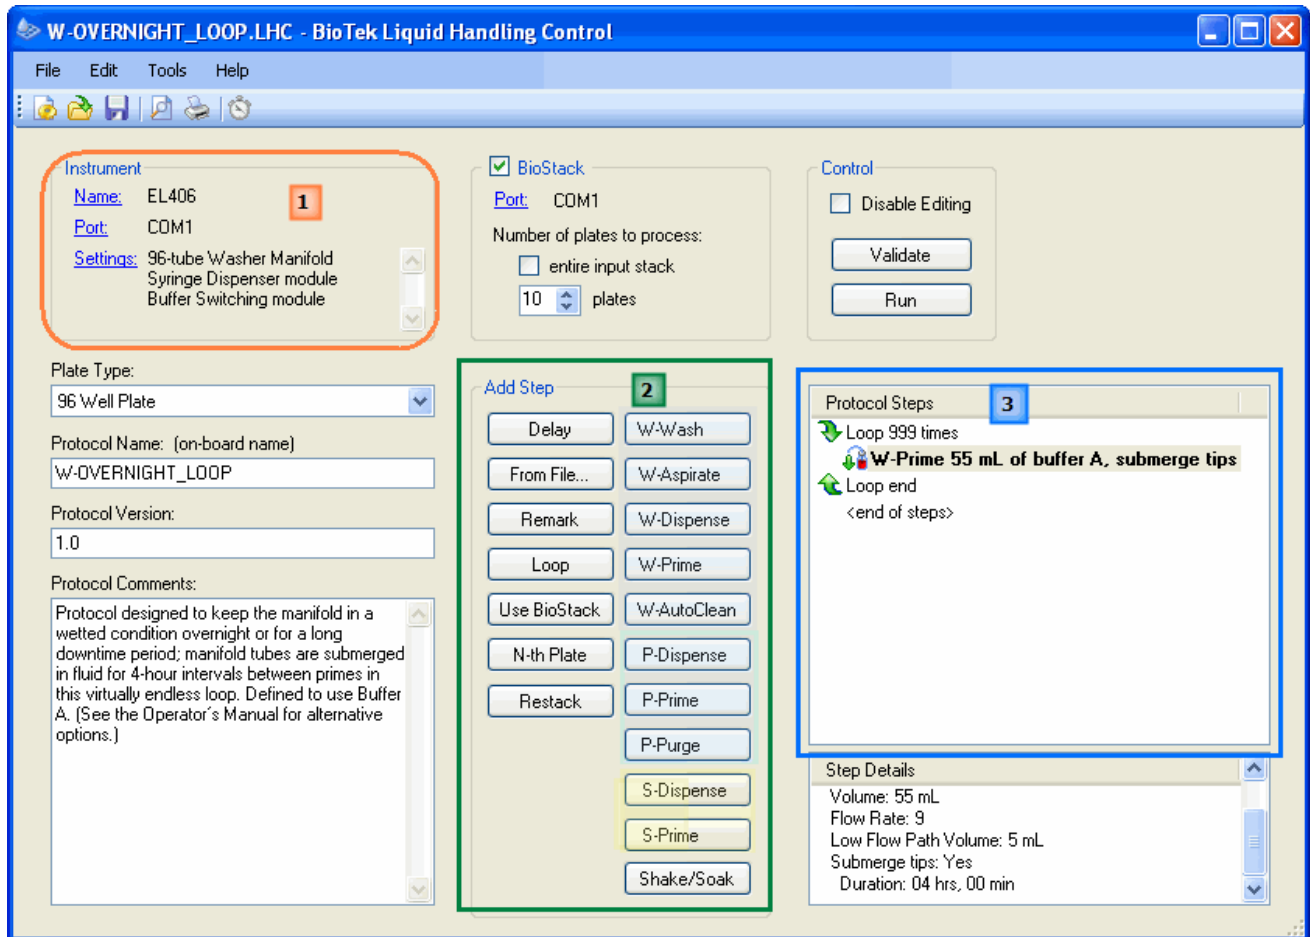 W-OVERNIGHT_LOOP.LHC - BioTek Liquid Handling Control
File Edit Tools Help
Instrument
1
Name: EL406
Port: COM1
Settings: 96-tube Washer Manifold
Syringe Dispenser module
Buffer Switching module
BioStack
Port: COM1
Number of plates to process:
entire input stack
10 plates
Control
Disable Editing
Validate
Run
Plate Type:
96 Well Plate
Protocol Name: (on-board name)
W-OVERNIGHT_LOOP
Protocol Version:
1.0
Protocol Comments:
Protocol designed to keep the manifold in a
wetted condition overnight or for a long
downtime period; manifold tubes are submerged
in fluid for 4-hour intervals between primes in
this virtually endless loop. Defined to use Buffer
A. (See the Operator's Manual for alternative
options.)
Add Step
2
Delay W-Wash
From File... W-Aspirate
Remark W-Dispense
Loop W-Prime
Use BioStack W-AutoClean
N-th Plate P-Dispense
Restack P-Prime
P-Purge
S-Dispense
S-Prime
Shake/Soak
Protocol Steps
3
Loop 999 times
W-Prime 55 mL of buffer A, submerge tips
Loop end
<end of steps>
Step Details
Volume: 55 mL
Flow Rate: 9
Low Flow Path Volume: 5 mL
Submerge tips: Yes
Duration: 04 hrs, 00 min